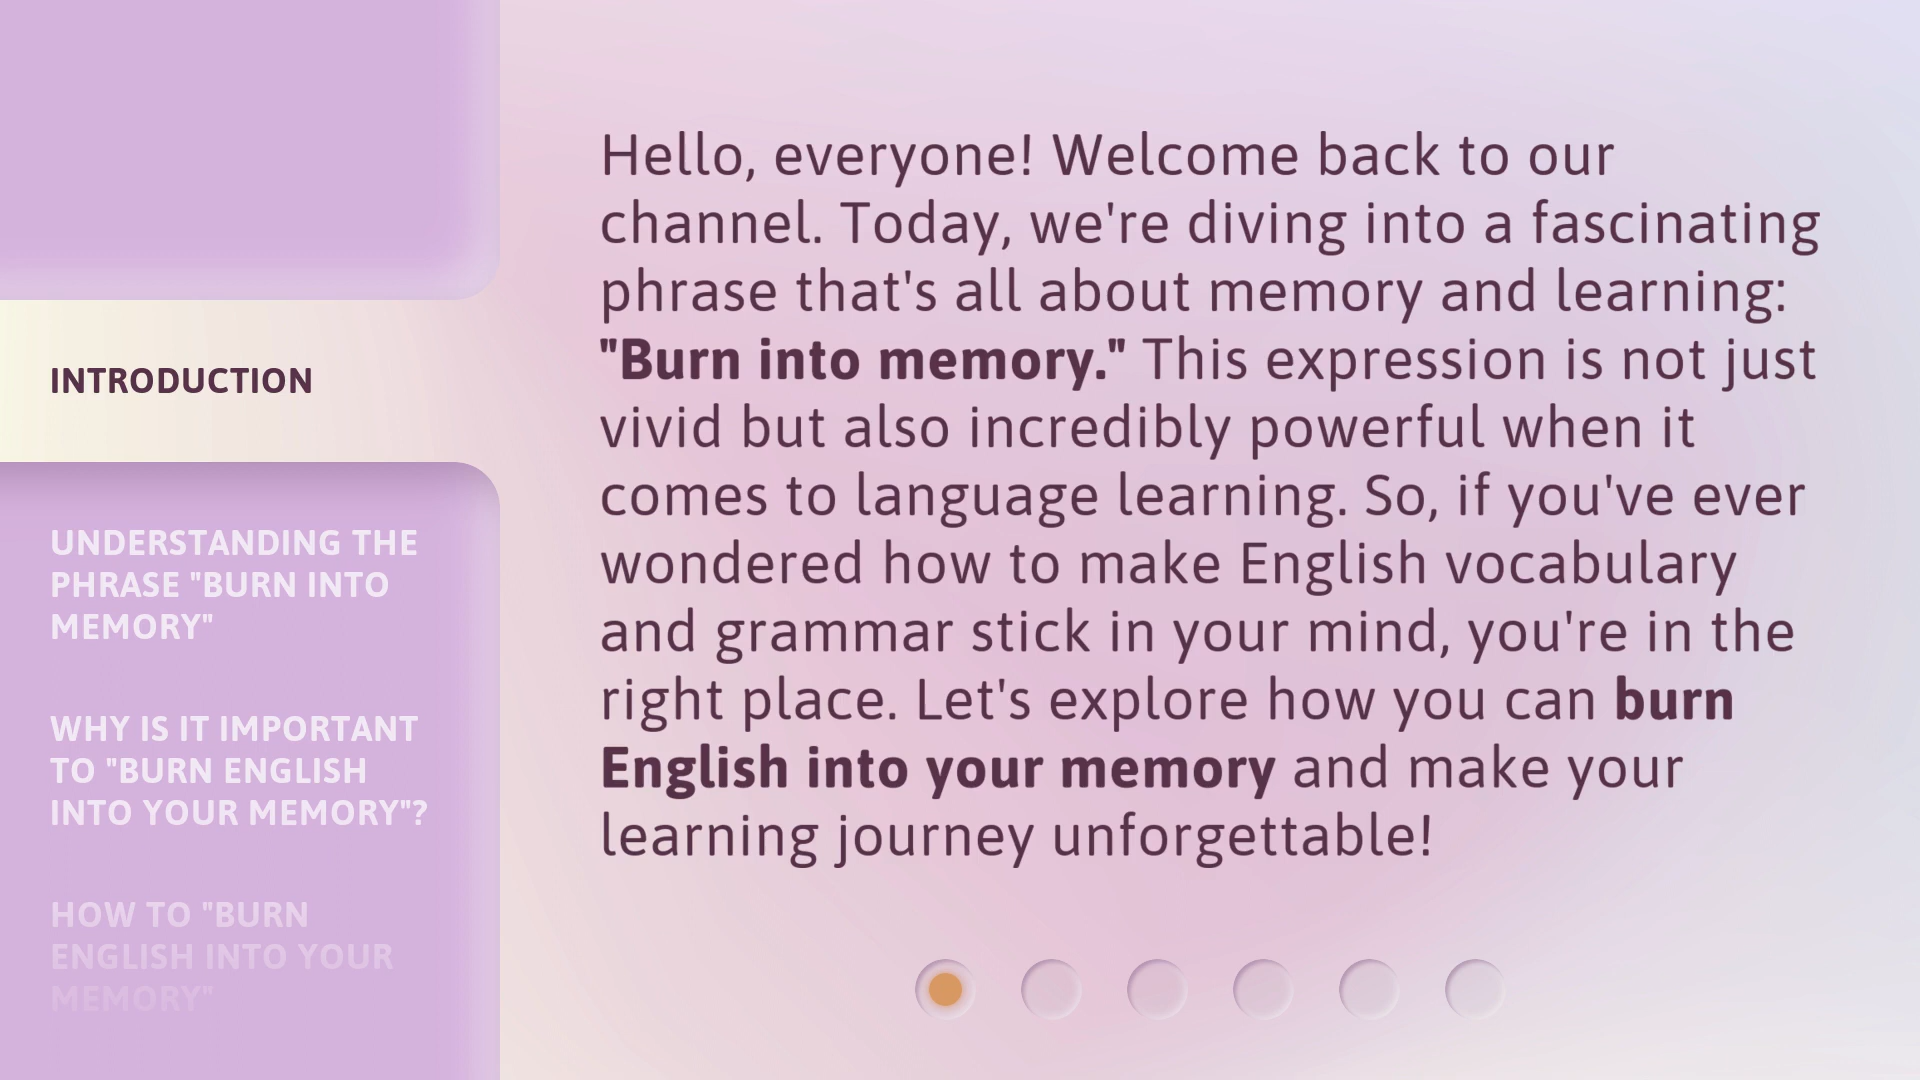 INTRODUCTION
UNDERSTANDING THE
PHRASE "BURN INTO
MEMORY"
WHY IS IT IMPORTANT
TO "BURN ENGLISH
INTO YOUR MEMORY"?
HOW TO "BURN
ENGLISH INTO YOUR
MEMORY"
Hello, everyone! Welcome back to our
channel. Today, we're diving into a fascinating
phrase that's all about memory and learning:
"Burn into memory." This expression is not just
vivid but also incredibly powerful when it
comes to language learning. So, if you've ever
wondered how to make English vocabulary
and grammar stick in your mind, you're in the
right place. Let's explore how you can burn
English into your memory and make your
learning journey unforgettable!